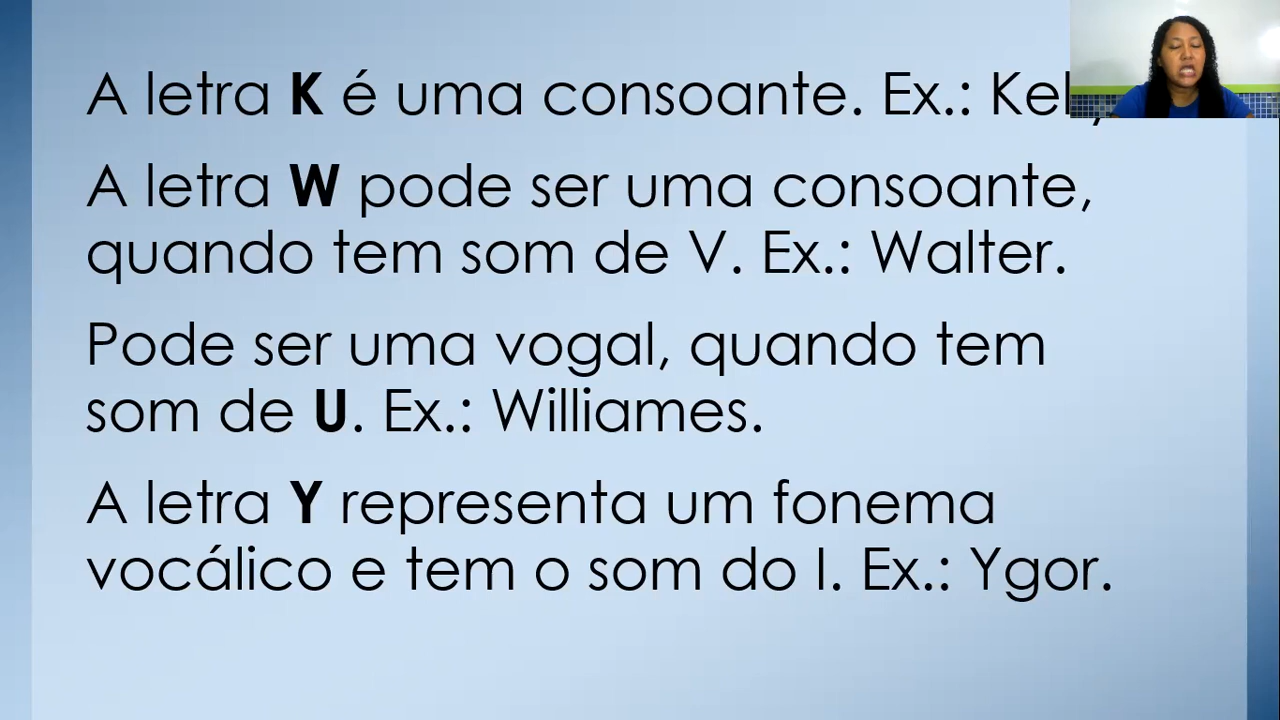 A letra K é uma consoante. Ex.:
A letra W pode ser uma consoante,
quando tem som de V. Ex.: Walter.
Pode ser uma vogal, quando tem
som de U. Ex.: Williames.
A letra Y representa um fonema
vocálico e tem o som do I. Ex.: Ygor.